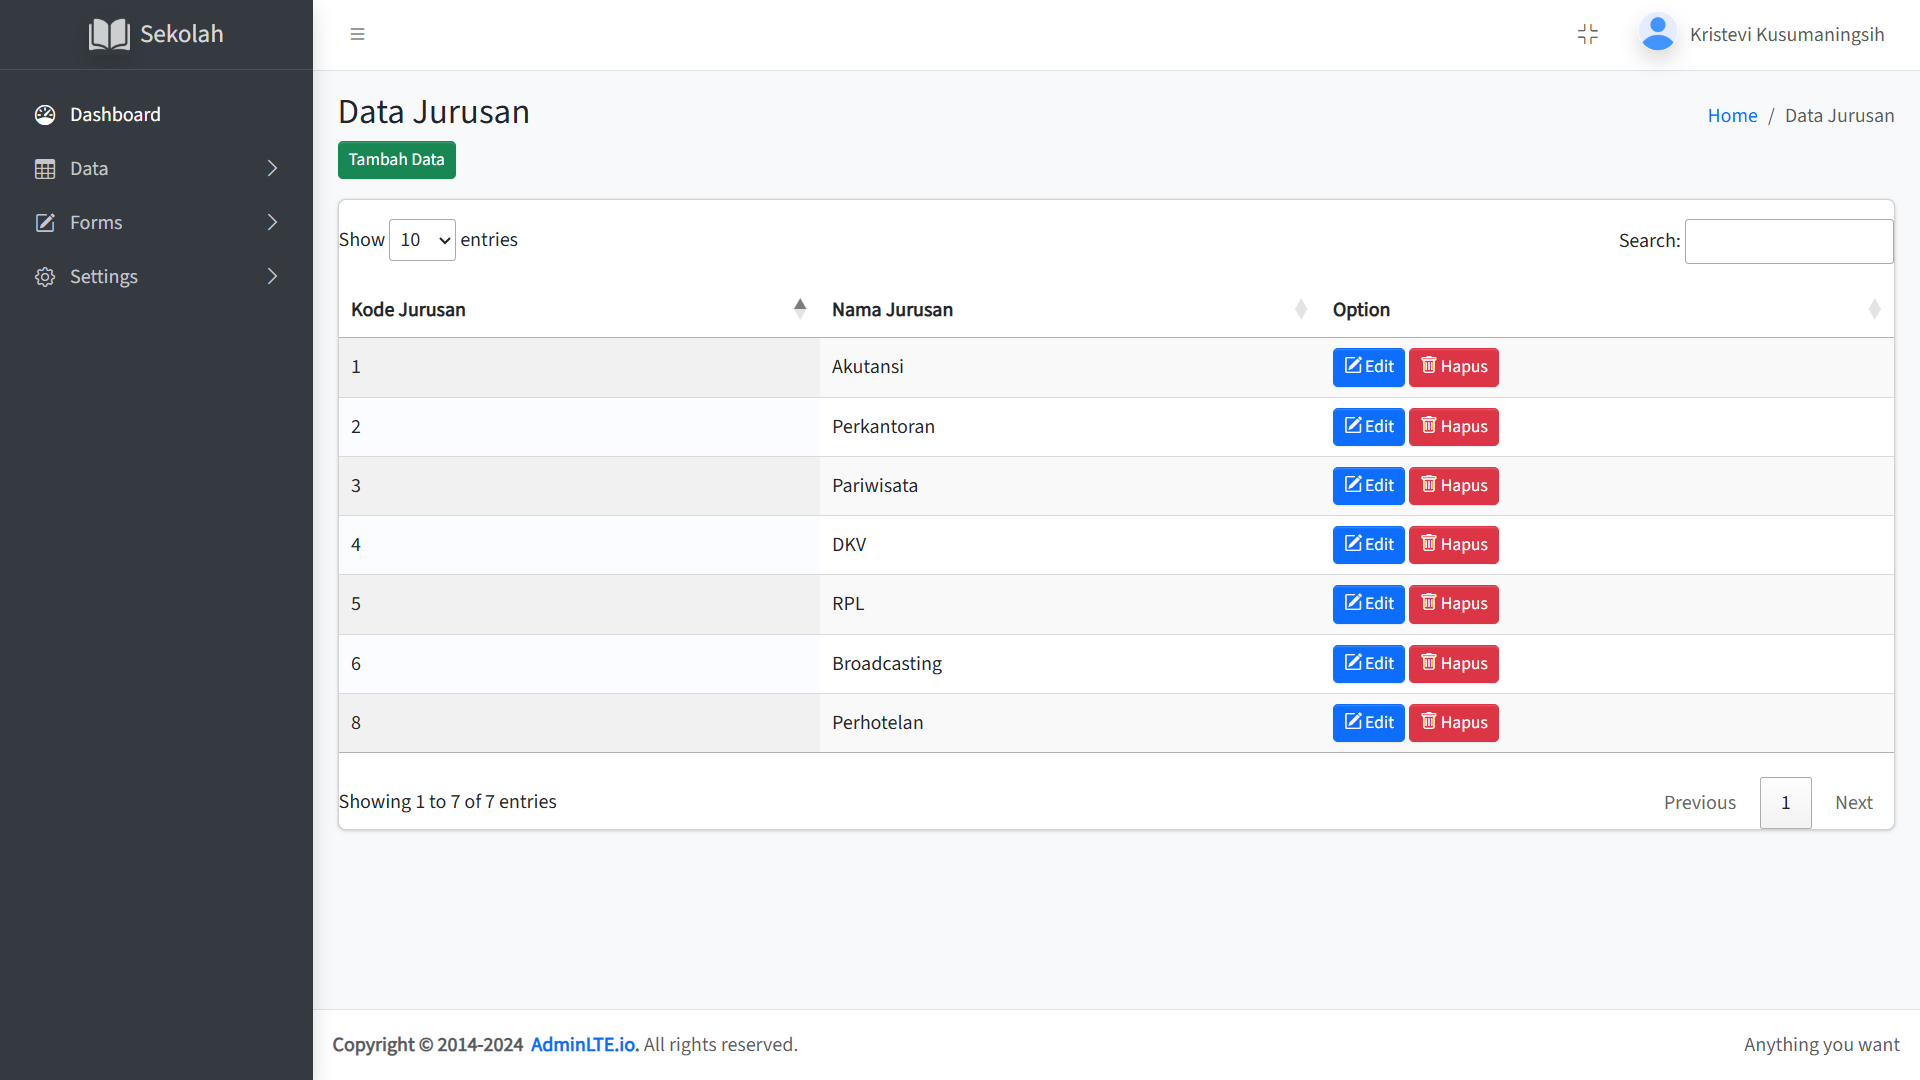 Sekolah
Kristevi Kusumaningsih
Dashboard
Data
Forms
Settings
Data Jurusan
Home / Data Jurusan
Tambah Data
Show 10 entries
Search:
Kode Jurusan Nama Jurusan Option
1 Akutansi Edit Hapus
2 Perkantoran Edit Hapus
3 Pariwisata Edit Hapus
4 DKV Edit Hapus
5 RPL Edit Hapus
6 Broadcasting Edit Hapus
8 Perhotelan Edit Hapus
Showing 1 to 7 of 7 entries
Previous 1 Next
Copyright © 2014-2024 AdminLTE.io. All rights reserved.
Anything you want